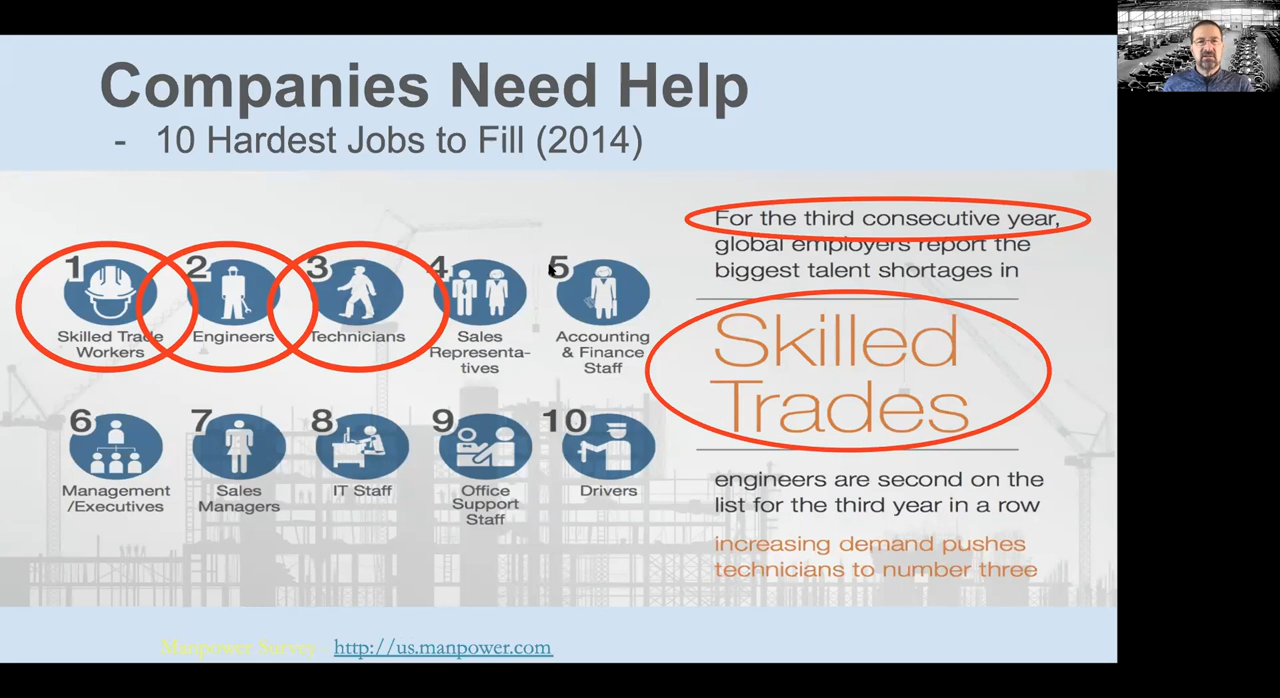 Companies Need Help
- 10 Hardest Jobs to Fill (2014)
1
Skilled Trade
Workers
2
Engineers
3
Technicians
4
Sales
Representa-
tives
5
Accounting
& Finance
Staff
6
Management
/Executives
7
Sales
Managers
8
IT Staff
9
Office
Support
Staff
10
Drivers
For the third consecutive year,
global employers report the
biggest talent shortages in
Skilled
Trades
engineers are second on the
list for the third year in a row
increasing demand pushes
technicians to number three
Manpower Survey - http://us.manpower.com